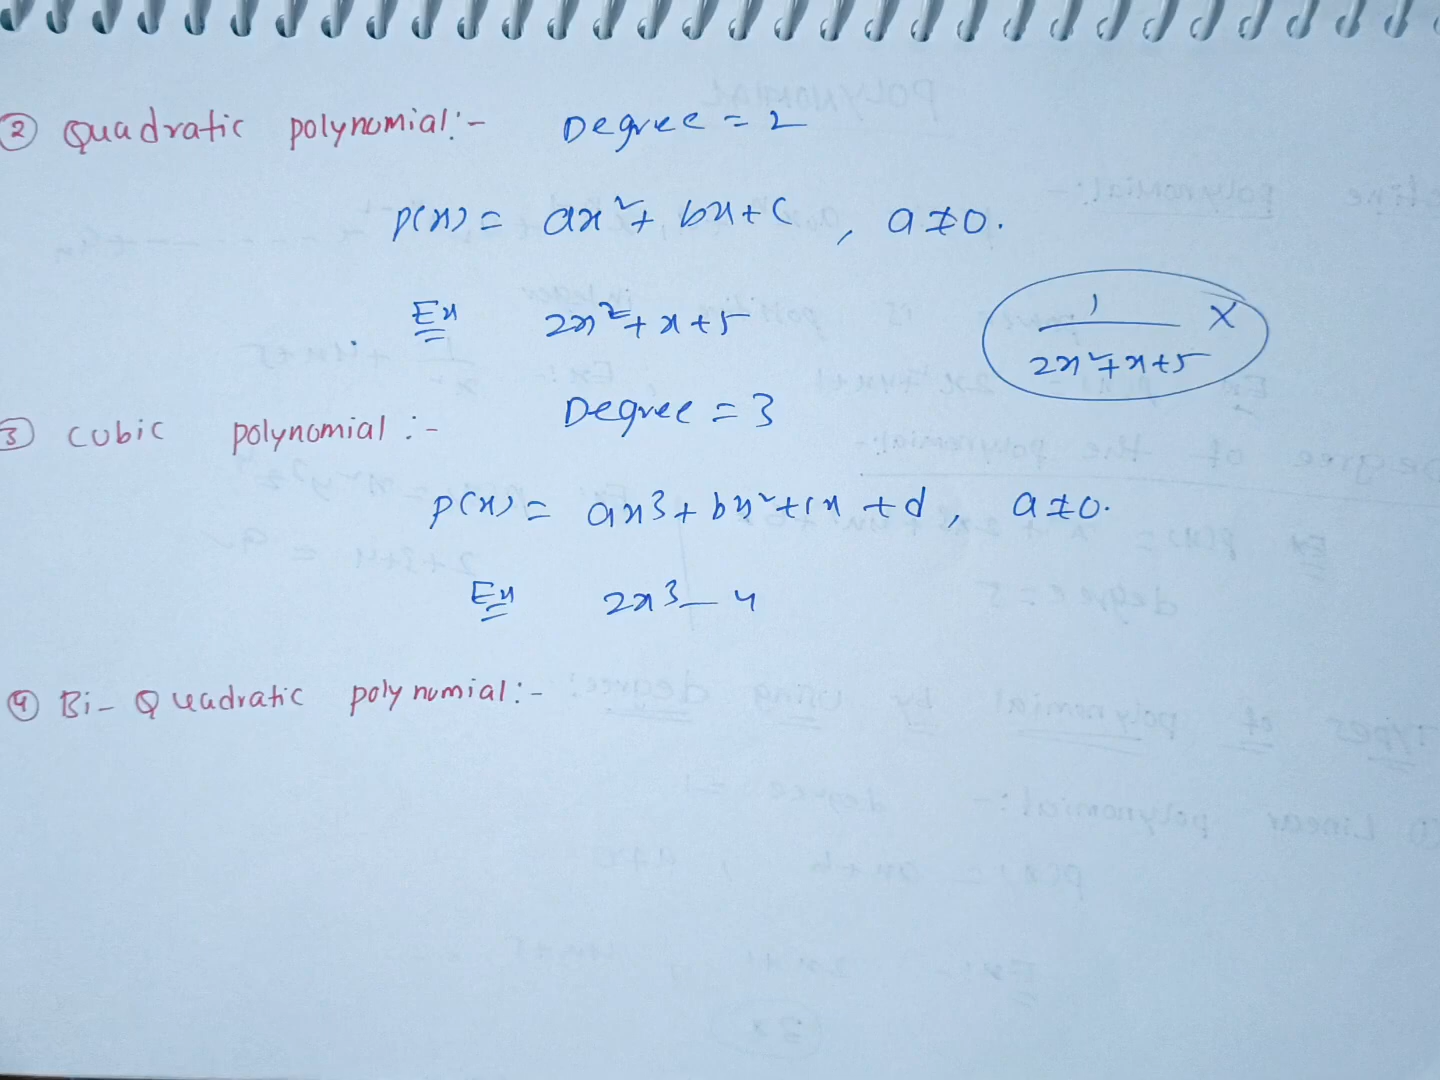 ② Quadratic polynomial:- Degree = 2
p(x) = ax² + bx + c , a ≠ 0.
Ex 2x² + x + 5
1 / 2x² + x + 5 ×
③ cubic polynomial :- Degree = 3
p(x) = ax3 + bx² + cx + d , a ≠ 0.
Ex 2x3 - 4
④ Bi-Quadratic polynomial:-